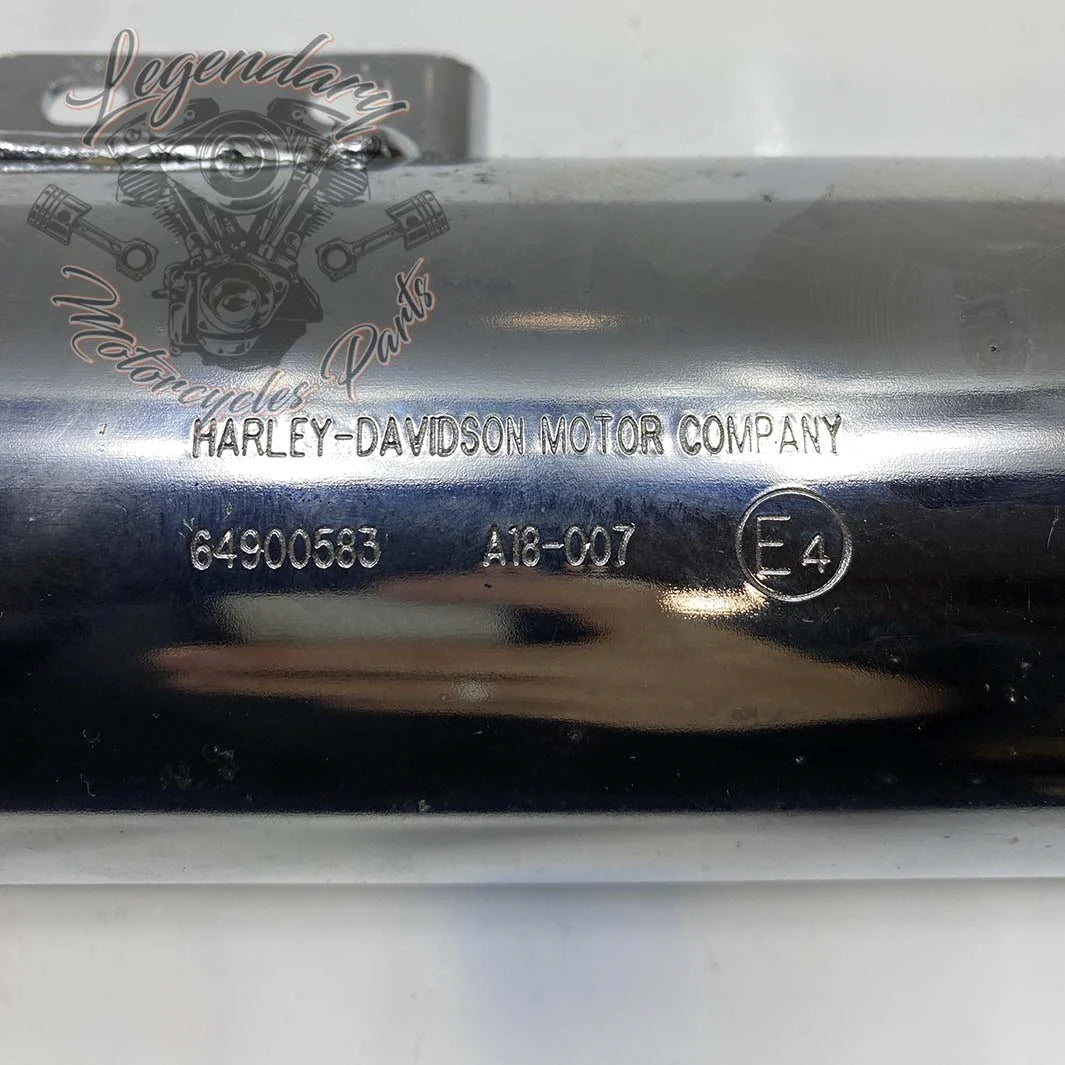 Legendary
Motorcycles Parts
HARLEY-DAVIDSON MOTOR COMPANY
64900583 A18-007 E4